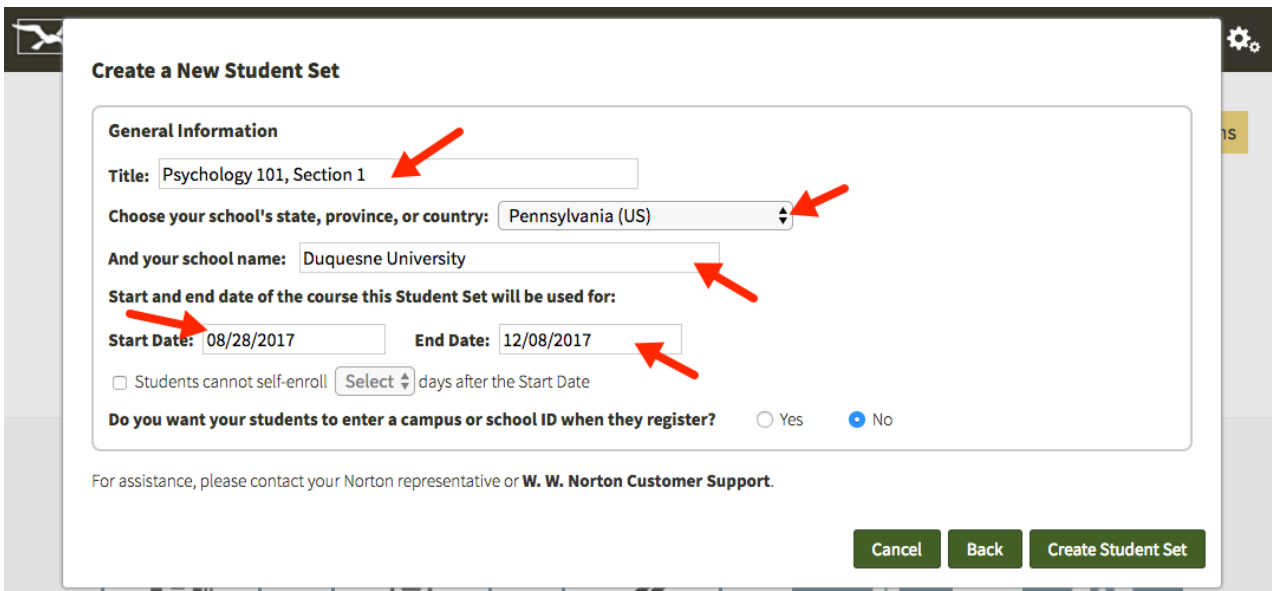 Create a New Student Set
General Information
Title: Psychology 101, Section 1
Choose your school's state, province, or country: Pennsylvania (US)
And your school name: Duquesne University
Start and end date of the course this Student Set will be used for:
Start Date: 08/28/2017 End Date: 12/08/2017
Students cannot self-enroll Select days after the Start Date
Do you want your students to enter a campus or school ID when they register? Yes No
For assistance, please contact your Norton representative or W. W. Norton Customer Support.
Cancel Back Create Student Set